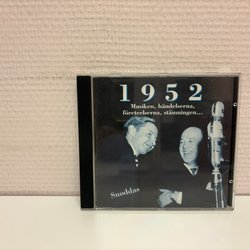 1952
Musiken, händelserna,
företeelserna, stämningen...
Snoddas